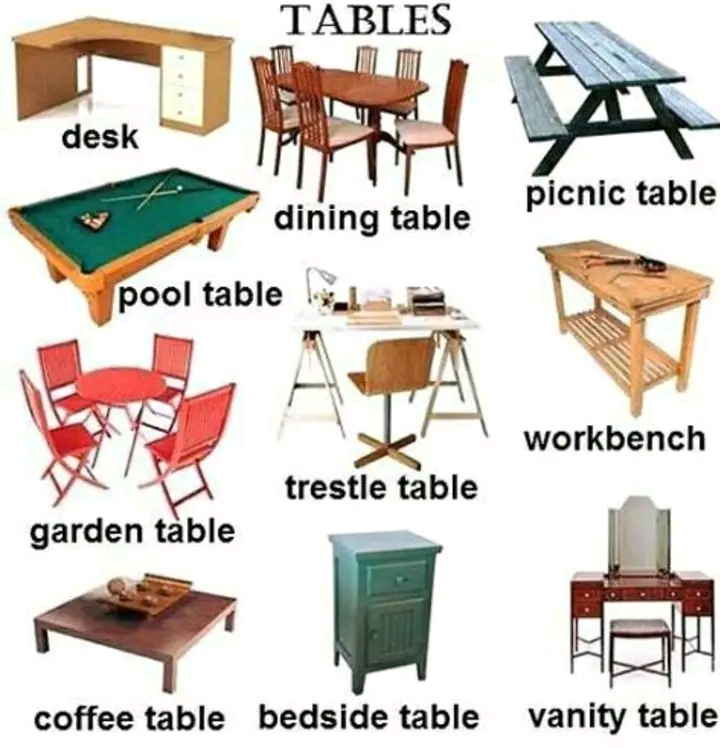 TABLES
desk
dining table
picnic table
pool table
trestle table
workbench
garden table
coffee table
bedside table
vanity table